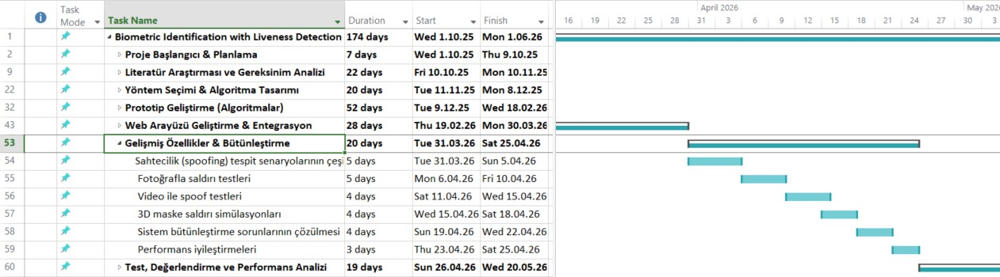 Task Mode Task Name Duration Start Finish
April 2026 May 2026
16 19 22 25 28 31 3 6 9 12 15 18 21 24 27 30 3
1 Biometric Identification with Liveness Detection 174 days Wed 1.10.25 Mon 1.06.26
2 Proje Başlangıcı & Planlama 7 days Wed 1.10.25 Thu 9.10.25
9 Literatür Araştırması ve Gereksinim Analizi 22 days Fri 10.10.25 Mon 10.11.25
22 Yöntem Seçimi & Algoritma Tasarımı 20 days Tue 11.11.25 Mon 8.12.25
32 Prototip Geliştirme (Algoritmalar) 52 days Tue 9.12.25 Wed 18.02.26
43 Web Arayüzü Geliştirme & Entegrasyon 28 days Thu 19.02.26 Mon 30.03.26
53 Gelişmiş Özellikler & Bütünleştirme 20 days Tue 31.03.26 Sat 25.04.26
54 Sahtecilik (spoofing) tespit senaryolarının çeşi 5 days Tue 31.03.26 Sun 5.04.26
55 Fotoğrafla saldırı testleri 5 days Mon 6.04.26 Fri 10.04.26
56 Video ile spoof testleri 4 days Sat 11.04.26 Wed 15.04.26
57 3D maske saldırı simülasyonları 4 days Wed 15.04.26 Sat 18.04.26
58 Sistem bütünleştirme sorunlarının çözülmesi 4 days Sun 19.04.26 Wed 22.04.26
59 Performans iyileştirmeleri 3 days Thu 23.04.26 Sat 25.04.26
60 Test, Değerlendirme ve Performans Analizi 19 days Sun 26.04.26 Wed 20.05.26